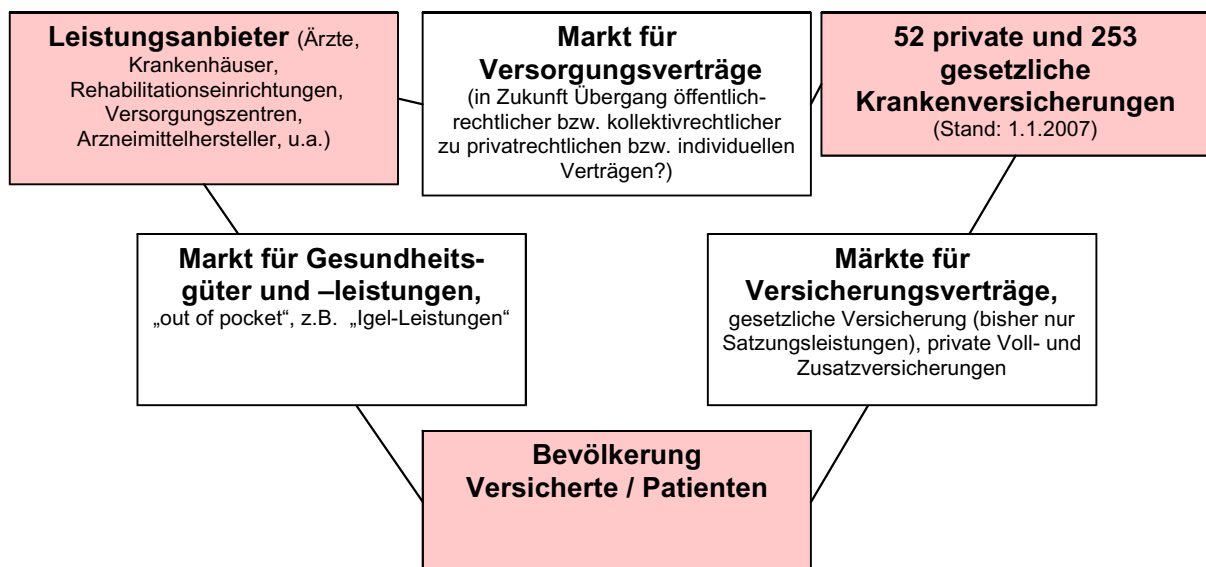 Leistungsanbieter (Ärzte,
Krankenhäuser,
Rehabilitationseinrichtungen,
Versorgungszentren,
Arzneimittelhersteller, u.a.)
Markt für
Versorgungsverträge
(in Zukunft Übergang öffentlich-
rechtlicher bzw. kollektivrechtlicher
zu privatrechtlichen bzw. individuellen
Verträgen?)
52 private und 253
gesetzliche
Krankenversicherungen
(Stand: 1.1.2007)
Markt für Gesundheits-
güter und –leistungen,
„out of pocket“, z.B. „Igel-Leistungen“
Märkte für
Versicherungsverträge,
gesetzliche Versicherung (bisher nur
Satzungsleistungen), private Voll- und
Zusatzversicherungen
Bevölkerung
Versicherte / Patienten